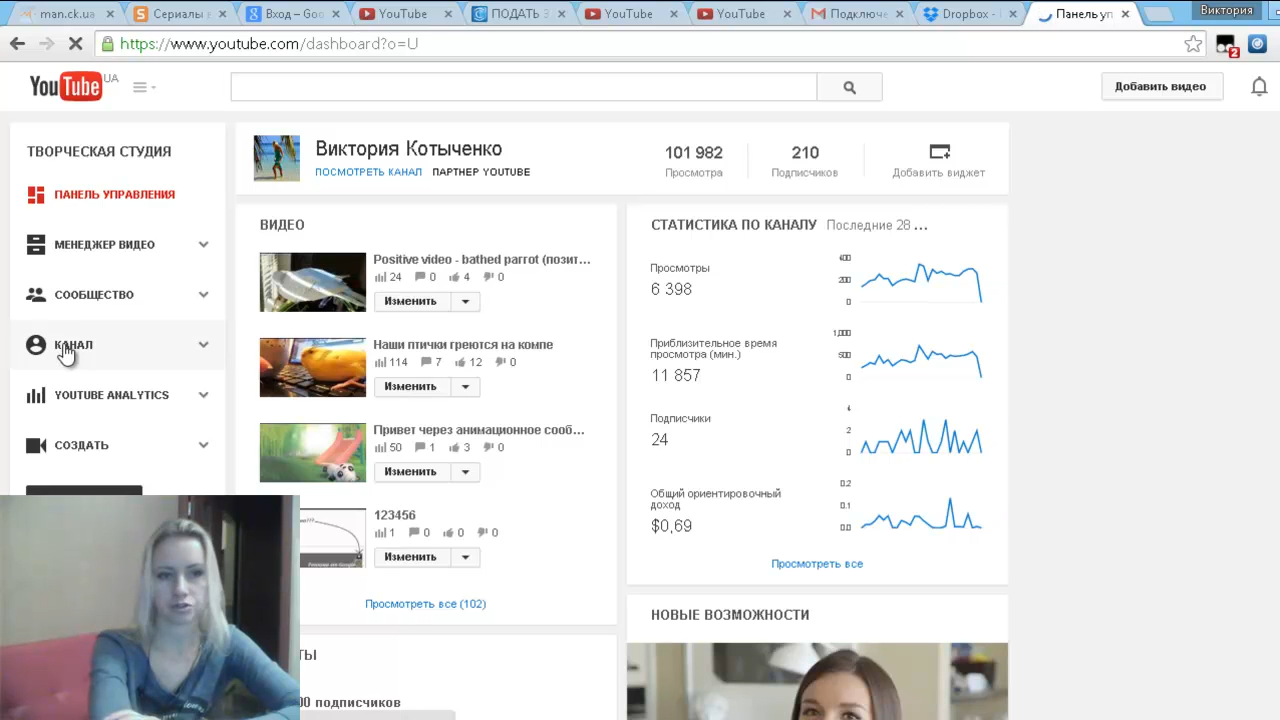 man.ck.ua
Сериалы
Вход – Goo
YouTube
ПОДАТЬ З
YouTube
YouTube
Подключе
Dropbox -
Панель уп
Виктория
https://www.youtube.com/dashboard?o=U
2
YouTube UA
Добавить видео
ТВОРЧЕСКАЯ СТУДИЯ
ПАНЕЛЬ УПРАВЛЕНИЯ
МЕНЕДЖЕР ВИДЕО
СООБЩЕСТВО
КАНАЛ
YOUTUBE ANALYTICS
СОЗДАТЬ
Виктория Котыченко
ПОСМОТРЕТЬ КАНАЛ ПАРТНЕР YOUTUBE
101 982
Просмотра
210
Подписчиков
Добавить виджет
ВИДЕО
Positive video - bathed parrot (позит...
24 0 4 0
Изменить
Наши птички греются на компе
114 7 12 0
Изменить
Привет через анимационное сооб...
50 1 3 0
Изменить
123456
1 0 0 0
Изменить
Просмотреть все (102)
СТАТИСТИКА ПО КАНАЛУ Последние 28 ...
Просмотры
6 398
400
200
0
Приблизительное время
просмотра (мин.)
11 857
1,000
500
0
Подписчики
24
4
2
0
Общий ориентировочный
доход
$0,69
0.2
0.1
0.0
Просмотреть все
НОВЫЕ ВОЗМОЖНОСТИ
ТЫ
00 подписчиков